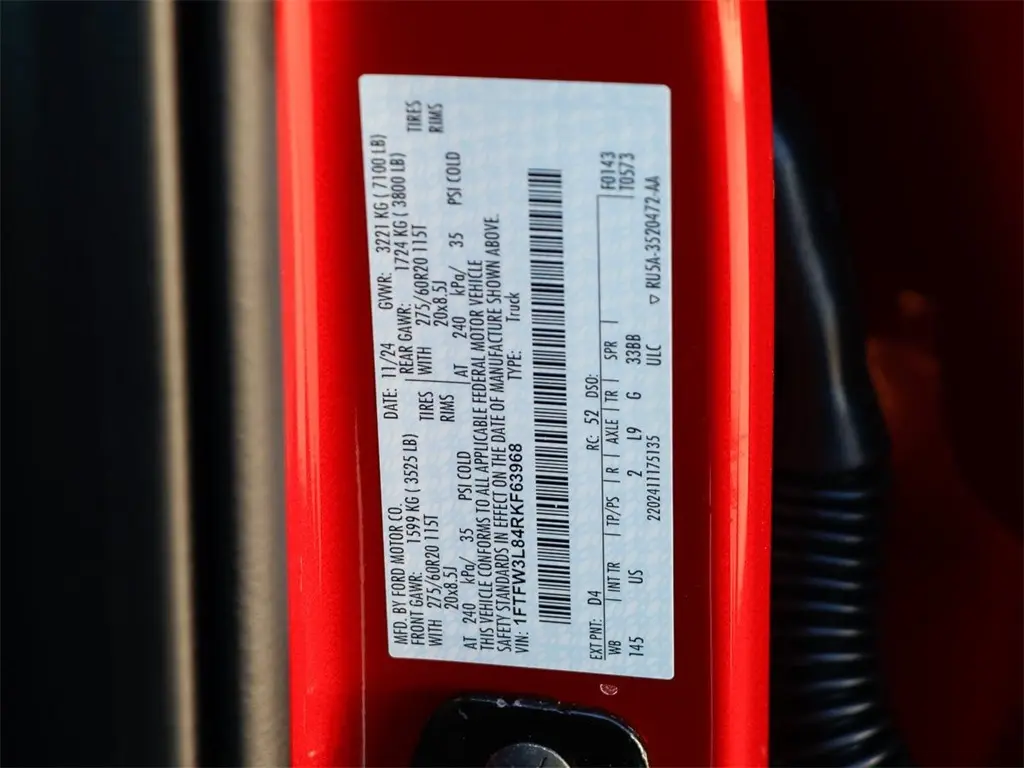 MFD. BY FORD MOTOR CO. DATE: 11/24 GVWR: 3221 KG ( 7100 LB)
FRONT GAWR: 1599 KG ( 3525 LB) REAR GAWR: 1724 KG ( 3800 LB)
WITH 275/60R20 115T TIRES WITH 275/60R20 115T TIRES
20x8.5J RIMS 20x8.5J RIMS
AT 240 kPa/ 35 PSI COLD AT 240 kPa/ 35 PSI COLD
THIS VEHICLE CONFORMS TO ALL APPLICABLE FEDERAL MOTOR VEHICLE
SAFETY STANDARDS IN EFFECT ON THE DATE OF MANUFACTURE SHOWN ABOVE.
VIN: 1FTFW3L84RKF63968 TYPE: Truck
EXT PNT: D4 RC: 52 DSO: F0143
WB INT TR TP/PS R AXLE TR SPR T0573
145 US 2 L9 G 33BB
2202411175135 ULC ▽ RU5A-3520472-AA